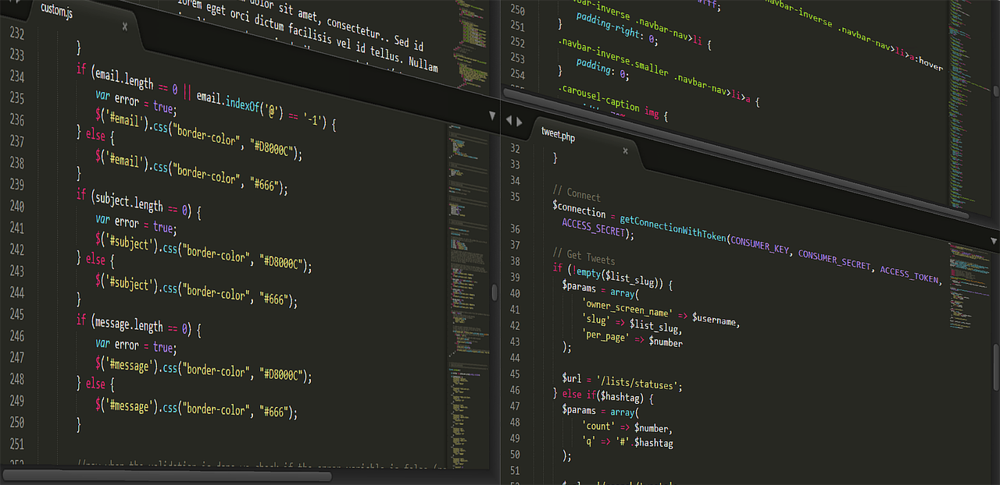 dolor sit amet, consectetur.. Sed id
lorem eget orci dictum facilisis vel id tellus. Nullam
custom.js
232
233 }
234 if (email.length == 0 || email.indexOf('@') == '-1') {
235 var error = true;
236 $('#email').css("border-color", "#D8000C");
237 } else {
238 $('#email').css("border-color", "#666");
239 }
240 if (subject.length == 0) {
241 var error = true;
242 $('#subject').css("border-color", "#D8000C");
243 } else {
244 $('#subject').css("border-color", "#666");
245 }
246 if (message.length == 0) {
247 var error = true;
248 $('#message').css("border-color", "#D8000C");
249 } else {
250 $('#message').css("border-color", "#666");
251 }
250 .navbar-inverse .navbar-nav>li>a:hover
.navbar-inverse .navbar-nav>li {
251 padding-right: 0;
252 }
253 .navbar-inverse.smaller .navbar-nav>li>a {
254 padding: 0;
}
.carousel-caption img {
tweet.php
32
33 }
34
35 // Connect
$connection = getConnectionWithToken(CONSUMER_KEY, CONSUMER_SECRET, ACCESS_TOKEN,
ACCESS_SECRET);
36
37 // Get Tweets
38 if (!empty($list_slug)) {
39 $params = array(
40 'owner_screen_name' => $username,
41 'slug' => $list_slug,
42 'per_page' => $number
43 );
44
45 $url = '/lists/statuses';
46 } else if($hashtag) {
47 $params = array(
48 'count' => $number,
49 'q' => '#'.$hashtag
50 );
51